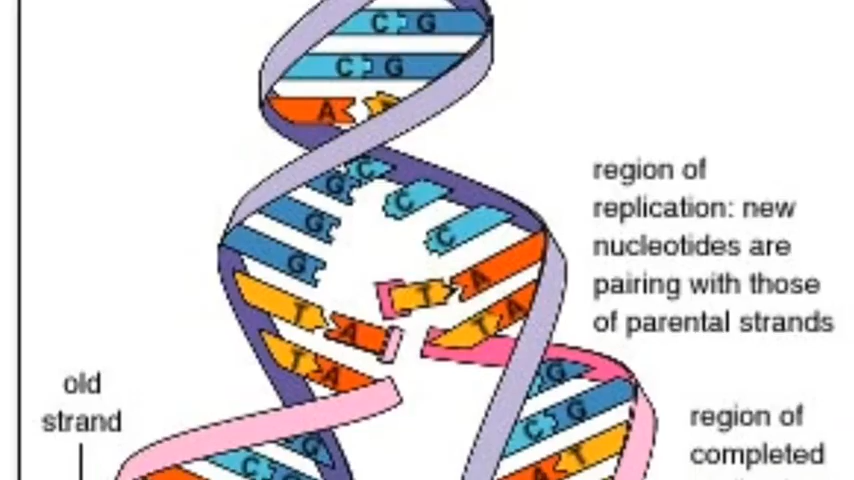 C G
C G
A
G C
G C
G C
T A
T A
T A
T A
G
C G
G
C G
A T
C G
region of
replication: new
nucleotides are
pairing with those
of parental strands
old
strand
region of
completed